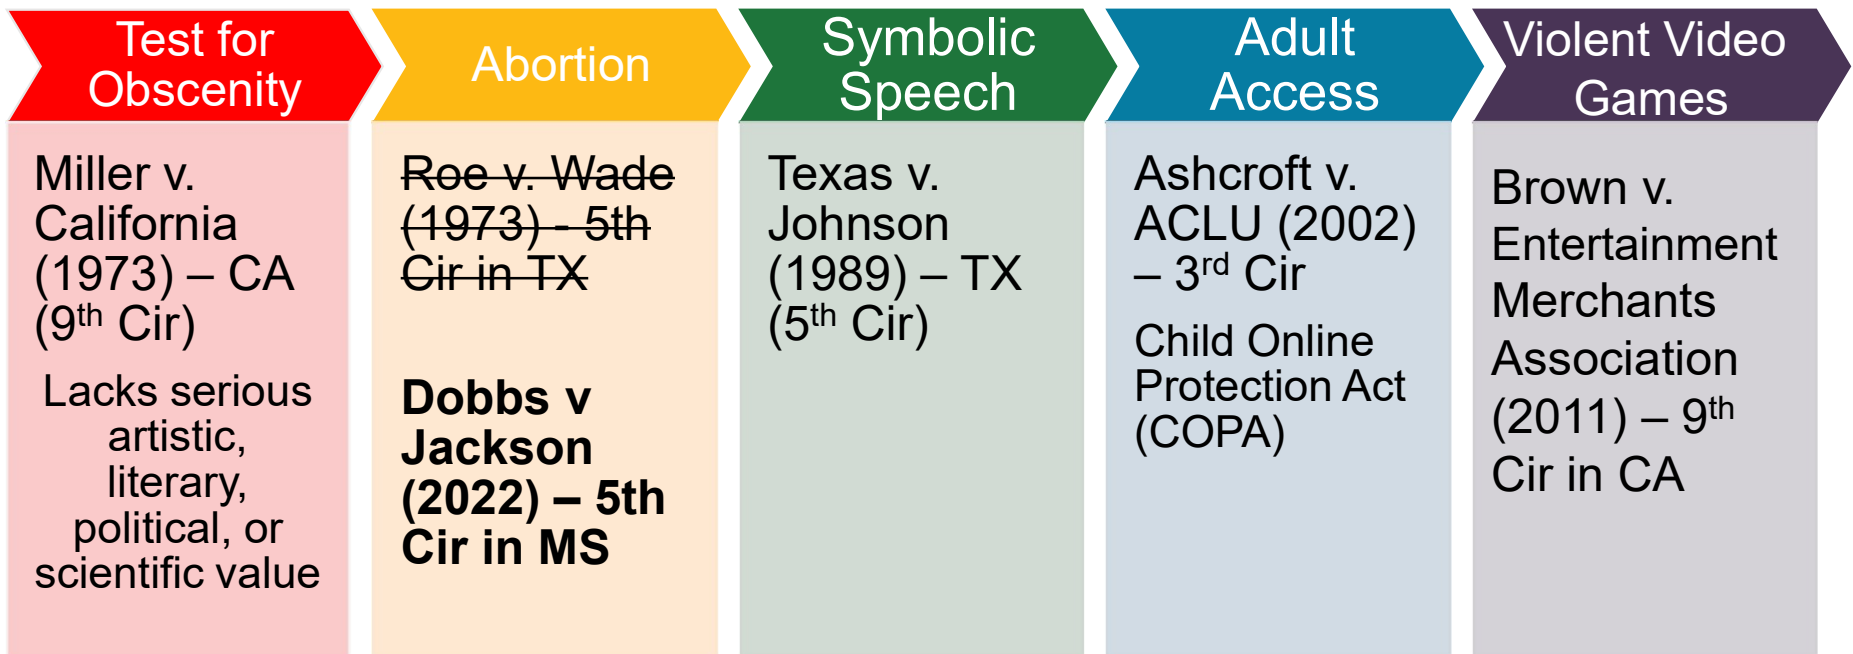 Test for
Obscenity
Miller v.
California
(1973) – CA
(9th Cir)
Lacks serious
artistic,
literary,
political, or
scientific value
Abortion
Roe v. Wade
(1973) - 5th
Cir in TX
Dobbs v
Jackson
(2022) – 5th
Cir in MS
Symbolic
Speech
Texas v.
Johnson
(1989) – TX
(5th Cir)
Adult
Access
Ashcroft v.
ACLU (2002)
– 3rd Cir
Child Online
Protection Act
(COPA)
Violent Video
Games
Brown v.
Entertainment
Merchants
Association
(2011) – 9th
Cir in CA